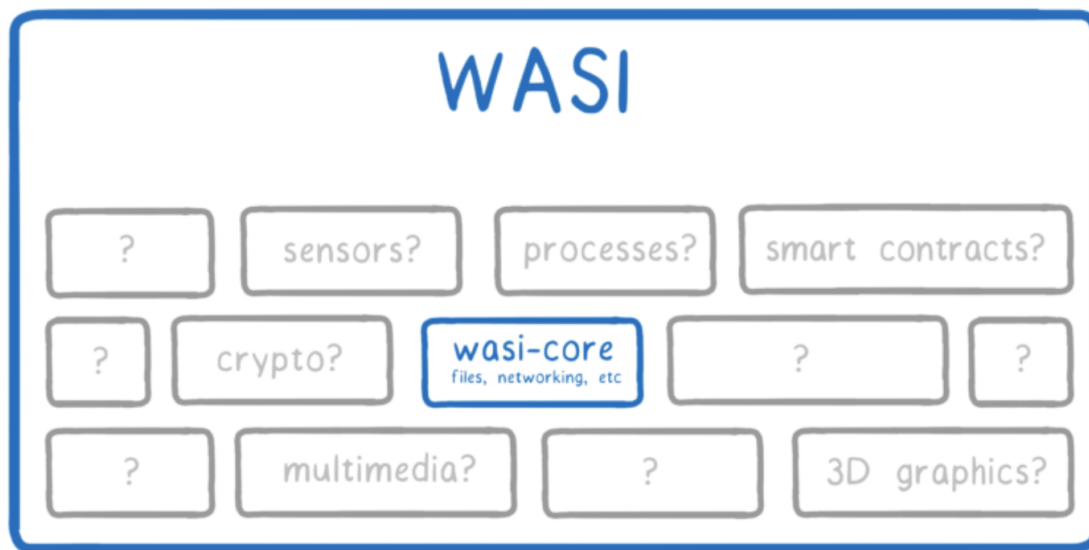 WASI
?
sensors?
processes?
smart contracts?
?
crypto?
wasi-core
files, networking, etc
?
?
?
multimedia?
?
3D graphics?